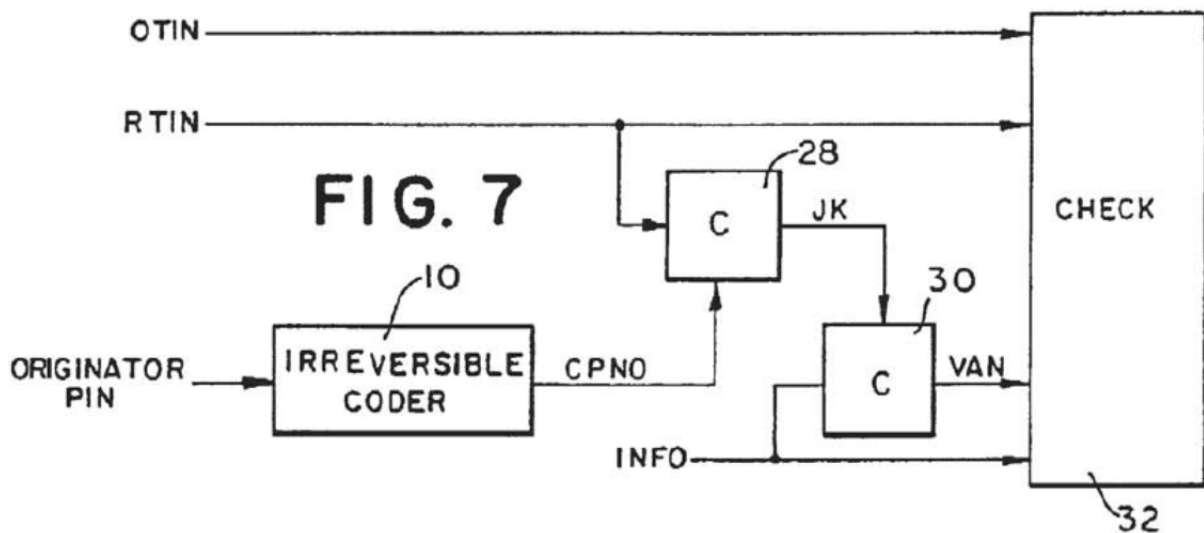 OTIN
RTIN
FIG. 7
28
C
JK
CHECK
10
30
ORIGINATOR
PIN
IRREVERSIBLE
CODER
CPNO
C
VAN
INFO
32